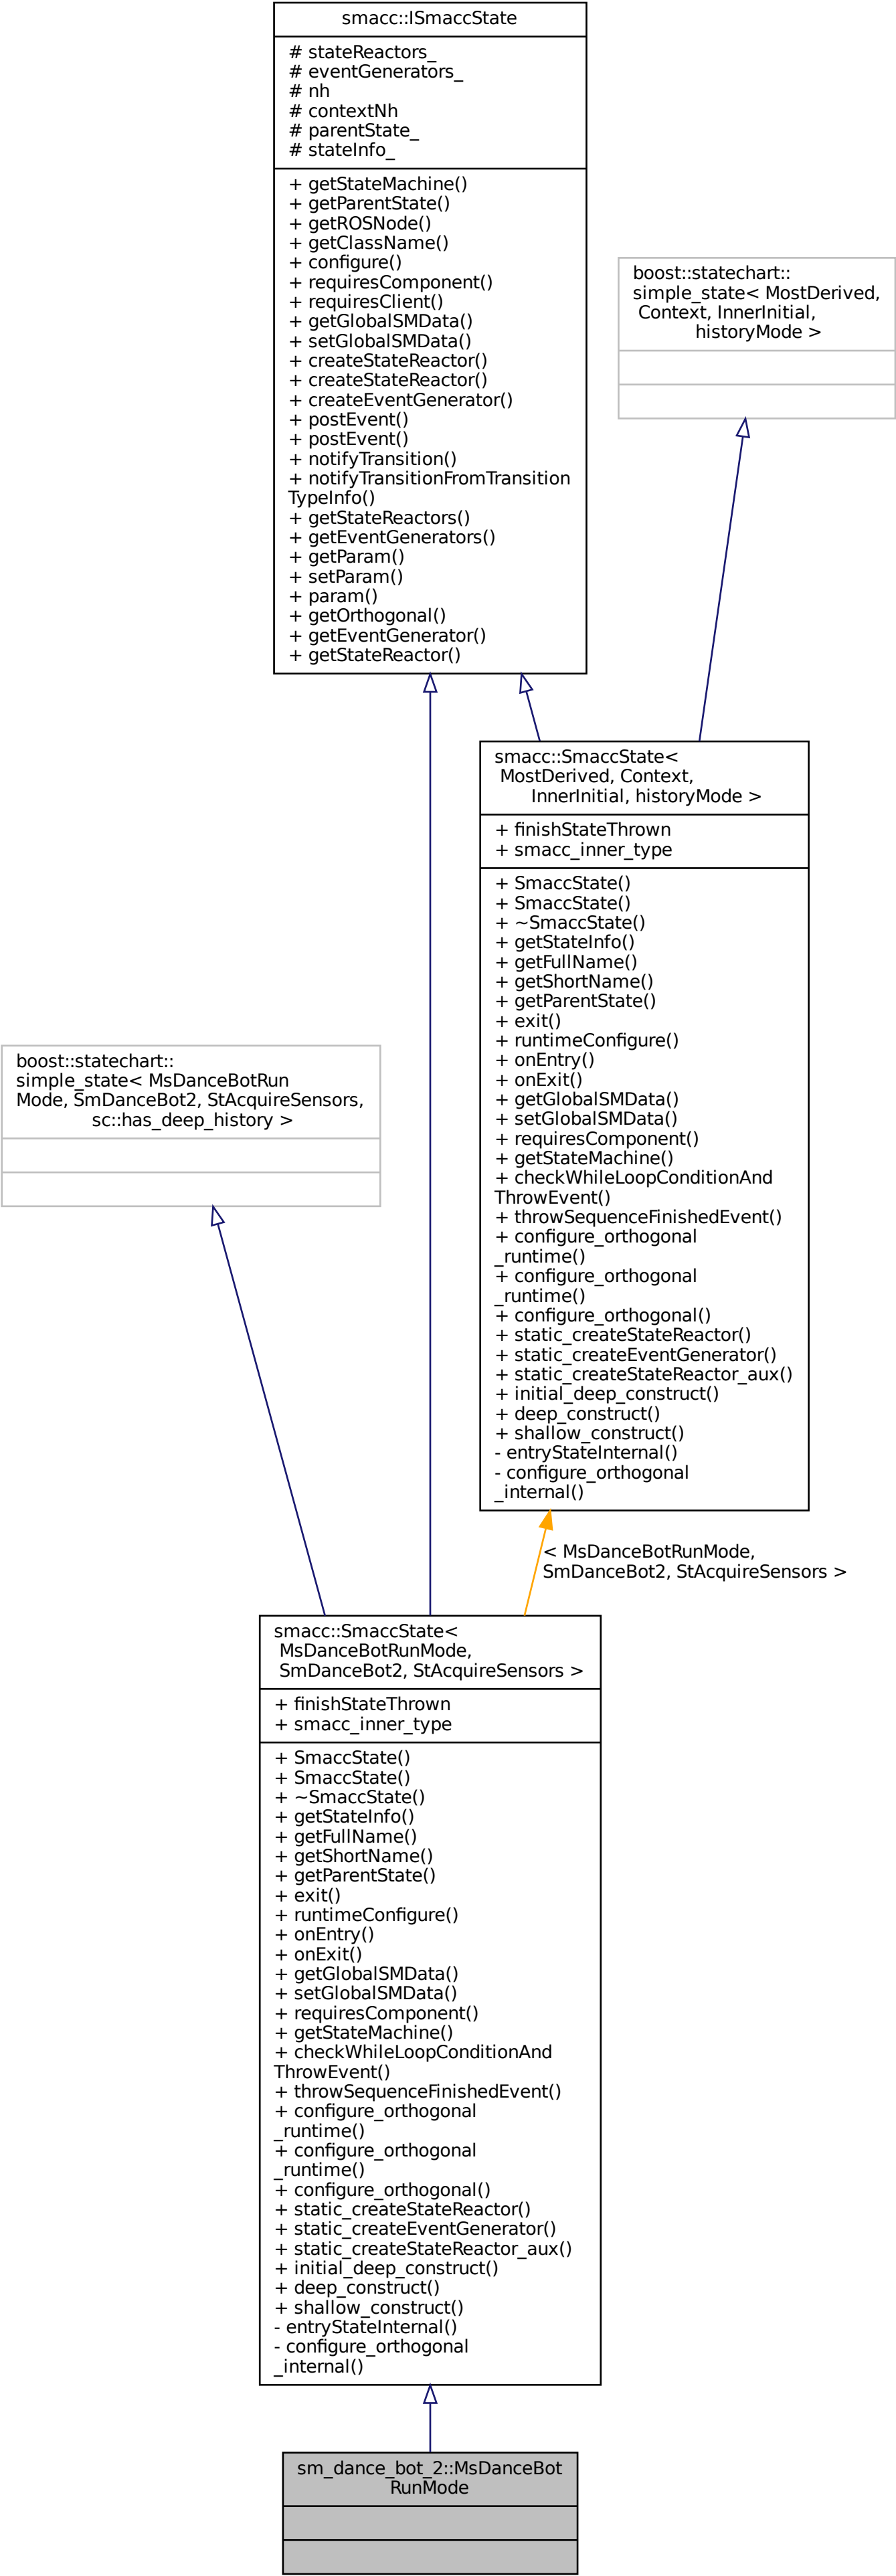 smacc::ISmaccState
# stateReactors_
# eventGenerators_
# nh
# contextNh
# parentState_
# stateInfo_
+ getStateMachine()
+ getParentState()
+ getROSNode()
+ getClassName()
+ configure()
+ requiresComponent()
+ requiresClient()
+ getGlobalSMData()
+ setGlobalSMData()
+ createStateReactor()
+ createStateReactor()
+ createEventGenerator()
+ postEvent()
+ postEvent()
+ notifyTransition()
+ notifyTransitionFromTransition
TypeInfo()
+ getStateReactors()
+ getEventGenerators()
+ getParam()
+ setParam()
+ param()
+ getOrthogonal()
+ getEventGenerator()
+ getStateReactor()
boost::statechart::
simple_state< MostDerived,
Context, InnerInitial,
historyMode >
smacc::SmaccState<
MostDerived, Context,
InnerInitial, historyMode >
+ finishStateThrown
+ smacc_inner_type
+ SmaccState()
+ SmaccState()
+ ~SmaccState()
+ getStateInfo()
+ getFullName()
+ getShortName()
+ getParentState()
+ exit()
+ runtimeConfigure()
+ onEntry()
+ onExit()
+ getGlobalSMData()
+ setGlobalSMData()
+ requiresComponent()
+ getStateMachine()
+ checkWhileLoopConditionAnd
ThrowEvent()
+ throwSequenceFinishedEvent()
+ configure_orthogonal
_runtime()
+ configure_orthogonal
_runtime()
+ configure_orthogonal()
+ static_createStateReactor()
+ static_createEventGenerator()
+ static_createStateReactor_aux()
+ initial_deep_construct()
+ deep_construct()
+ shallow_construct()
- entryStateInternal()
- configure_orthogonal
_internal()
boost::statechart::
simple_state< MsDanceBotRun
Mode, SmDanceBot2, StAcquireSensors,
sc::has_deep_history >
< MsDanceBotRunMode,
SmDanceBot2, StAcquireSensors >
smacc::SmaccState<
MsDanceBotRunMode,
SmDanceBot2, StAcquireSensors >
+ finishStateThrown
+ smacc_inner_type
+ SmaccState()
+ SmaccState()
+ ~SmaccState()
+ getStateInfo()
+ getFullName()
+ getShortName()
+ getParentState()
+ exit()
+ runtimeConfigure()
+ onEntry()
+ onExit()
+ getGlobalSMData()
+ setGlobalSMData()
+ requiresComponent()
+ getStateMachine()
+ checkWhileLoopConditionAnd
ThrowEvent()
+ throwSequenceFinishedEvent()
+ configure_orthogonal
_runtime()
+ configure_orthogonal
_runtime()
+ configure_orthogonal()
+ static_createStateReactor()
+ static_createEventGenerator()
+ static_createStateReactor_aux()
+ initial_deep_construct()
+ deep_construct()
+ shallow_construct()
- entryStateInternal()
- configure_orthogonal
_internal()
sm_dance_bot_2::MsDanceBot
RunMode